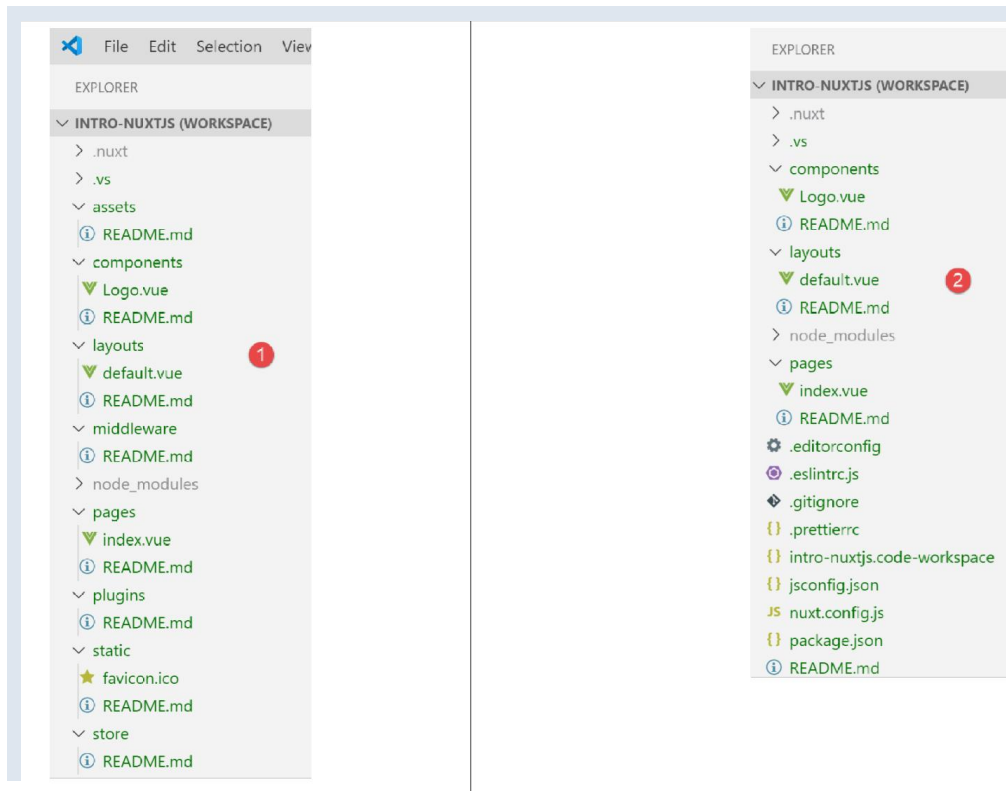 File Edit Selection View
EXPLORER
INTRO-NUXTJS (WORKSPACE)
.nuxt
.vs
assets
README.md
components
Logo.vue
README.md
layouts
1
default.vue
README.md
middleware
README.md
node_modules
pages
index.vue
README.md
plugins
README.md
static
favicon.ico
README.md
store
README.md
EXPLORER
INTRO-NUXTJS (WORKSPACE)
.nuxt
.vs
components
Logo.vue
README.md
layouts
default.vue
2
README.md
node_modules
pages
index.vue
README.md
.editorconfig
.eslintrc.js
.gitignore
{} .prettierrc
{} intro-nuxtjs.code-workspace
{} jsconfig.json
JS nuxt.config.js
{} package.json
README.md